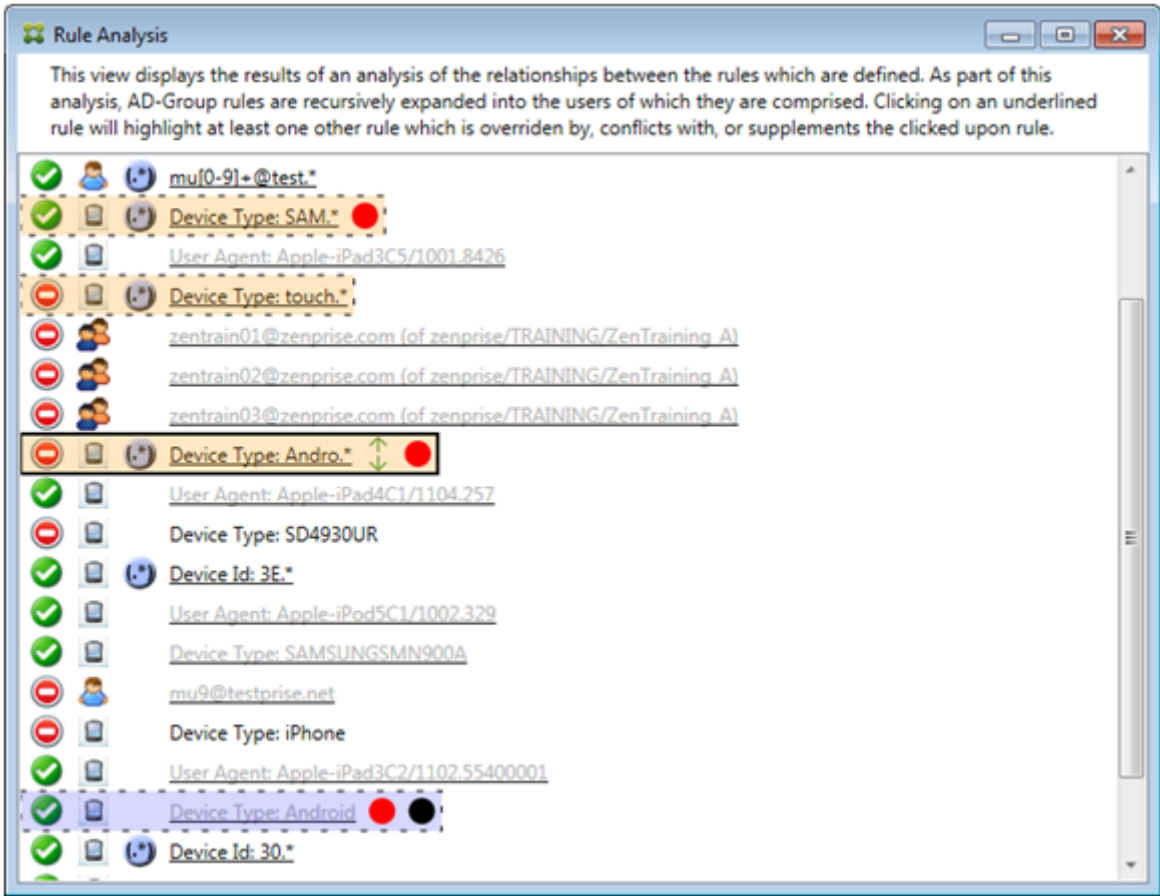 Rule Analysis
This view displays the results of an analysis of the relationships between the rules which are defined. As part of this
analysis, AD-Group rules are recursively expanded into the users of which they are comprised. Clicking on an underlined
rule will highlight at least one other rule which is overriden by, conflicts with, or supplements the clicked upon rule.
(.*) mu[0-9]+@test.*
(.*) Device Type: SAM.*
User Agent: Apple-iPad3C5/1001.8426
(.*) Device Type: touch.*
zentrain01@zenprise.com (of zenprise/TRAINING/ZenTraining_A)
zentrain02@zenprise.com (of zenprise/TRAINING/ZenTraining_A)
zentrain03@zenprise.com (of zenprise/TRAINING/ZenTraining_A)
(.*) Device Type: Andro.*
User Agent: Apple-iPad4C1/1104.257
Device Type: SD4930UR
(.*) Device Id: 3E.*
User Agent: Apple-iPod5C1/1002.329
Device Type: SAMSUNGSMN900A
mu9@testprise.net
Device Type: iPhone
User Agent: Apple-iPad3C2/1102.55400001
Device Type: Android
(.*) Device Id: 30.*